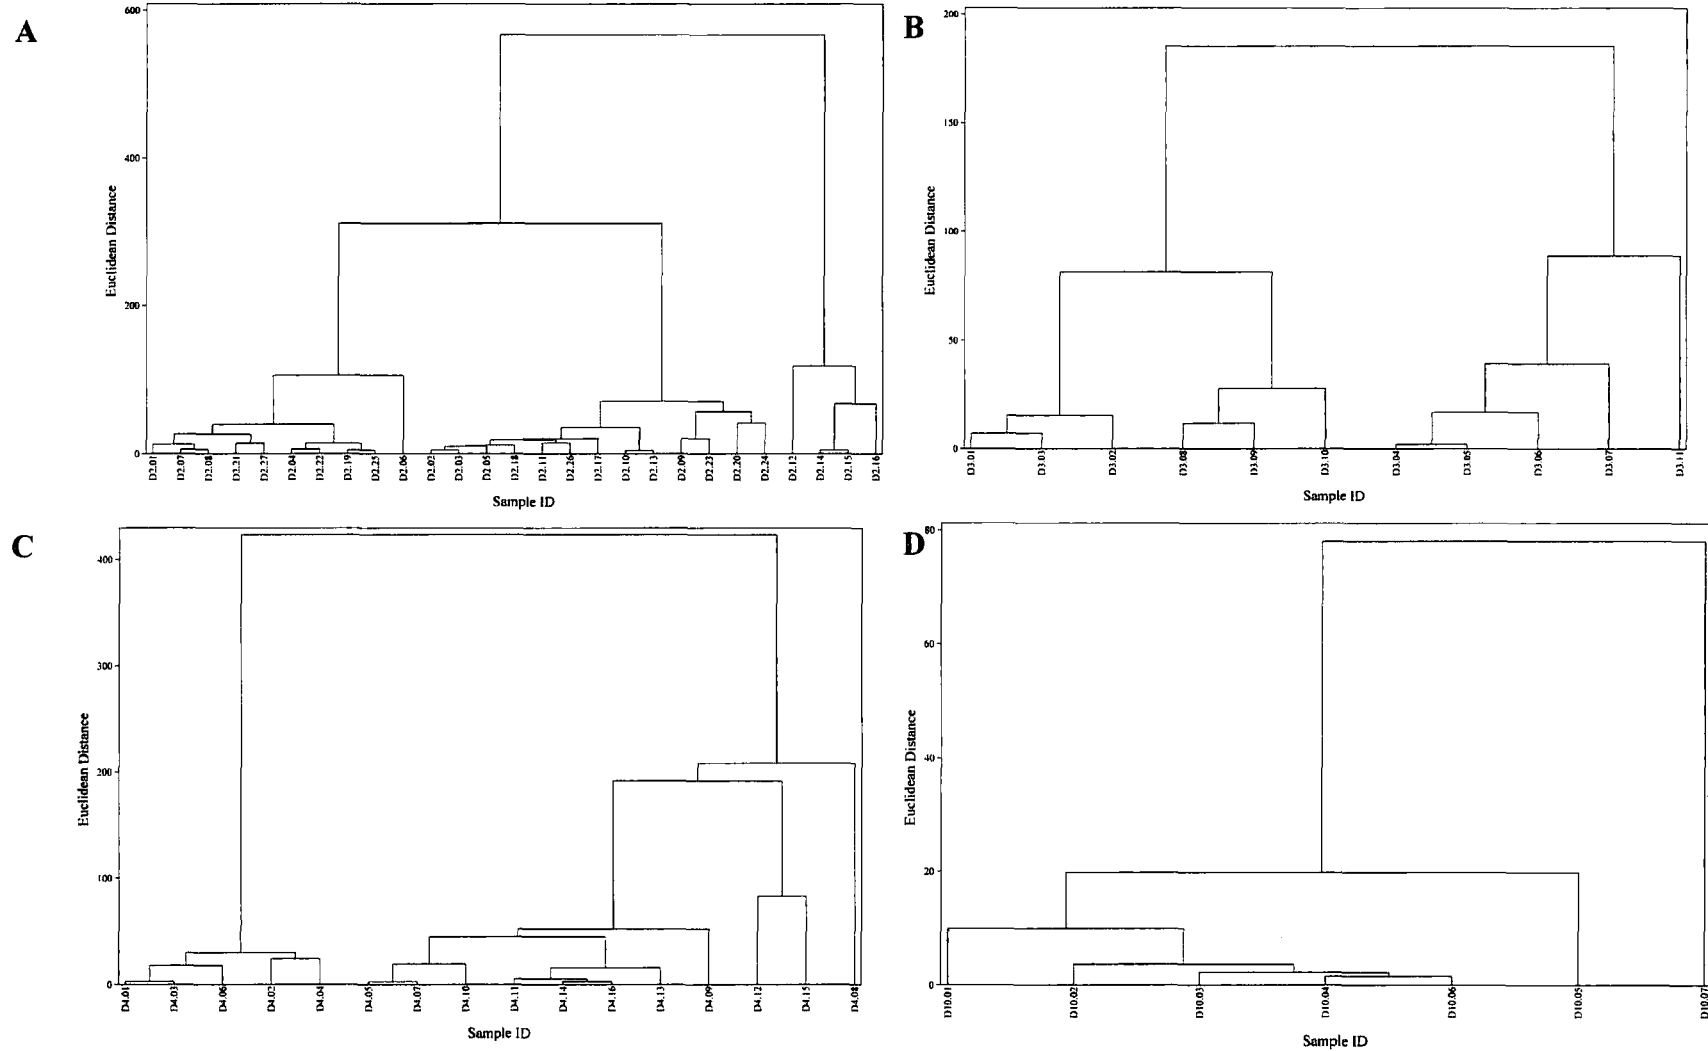 A
600
400
200
0
Euclidean Distance
D2.01 D2.07 D2.08 D2.21 D2.27 D2.04 D2.22 D2.19 D2.25 D2.06 D2.02 D2.03 D2.05 D2.18 D2.11 D2.26 D2.17 D2.10 D2.13 D2.09 D2.23 D2.20 D2.24 D2.12 D2.14 D2.15 D2.16
Sample ID
B
200
150
100
50
0
Euclidean Distance
D3.01 D3.03 D3.02 D3.08 D3.09 D3.10 D3.04 D3.05 D3.06 D3.07 D3.11
Sample ID
C
400
300
200
100
0
Euclidean Distance
D4.01 D4.03 D4.06 D4.02 D4.04 D4.05 D4.07 D4.10 D4.11 D4.14 D4.16 D4.13 D4.09 D4.12 D4.15 D4.08
Sample ID
D
80
60
40
20
0
Euclidean Distance
D10.01 D10.02 D10.03 D10.04 D10.06 D10.05 D10.07
Sample ID